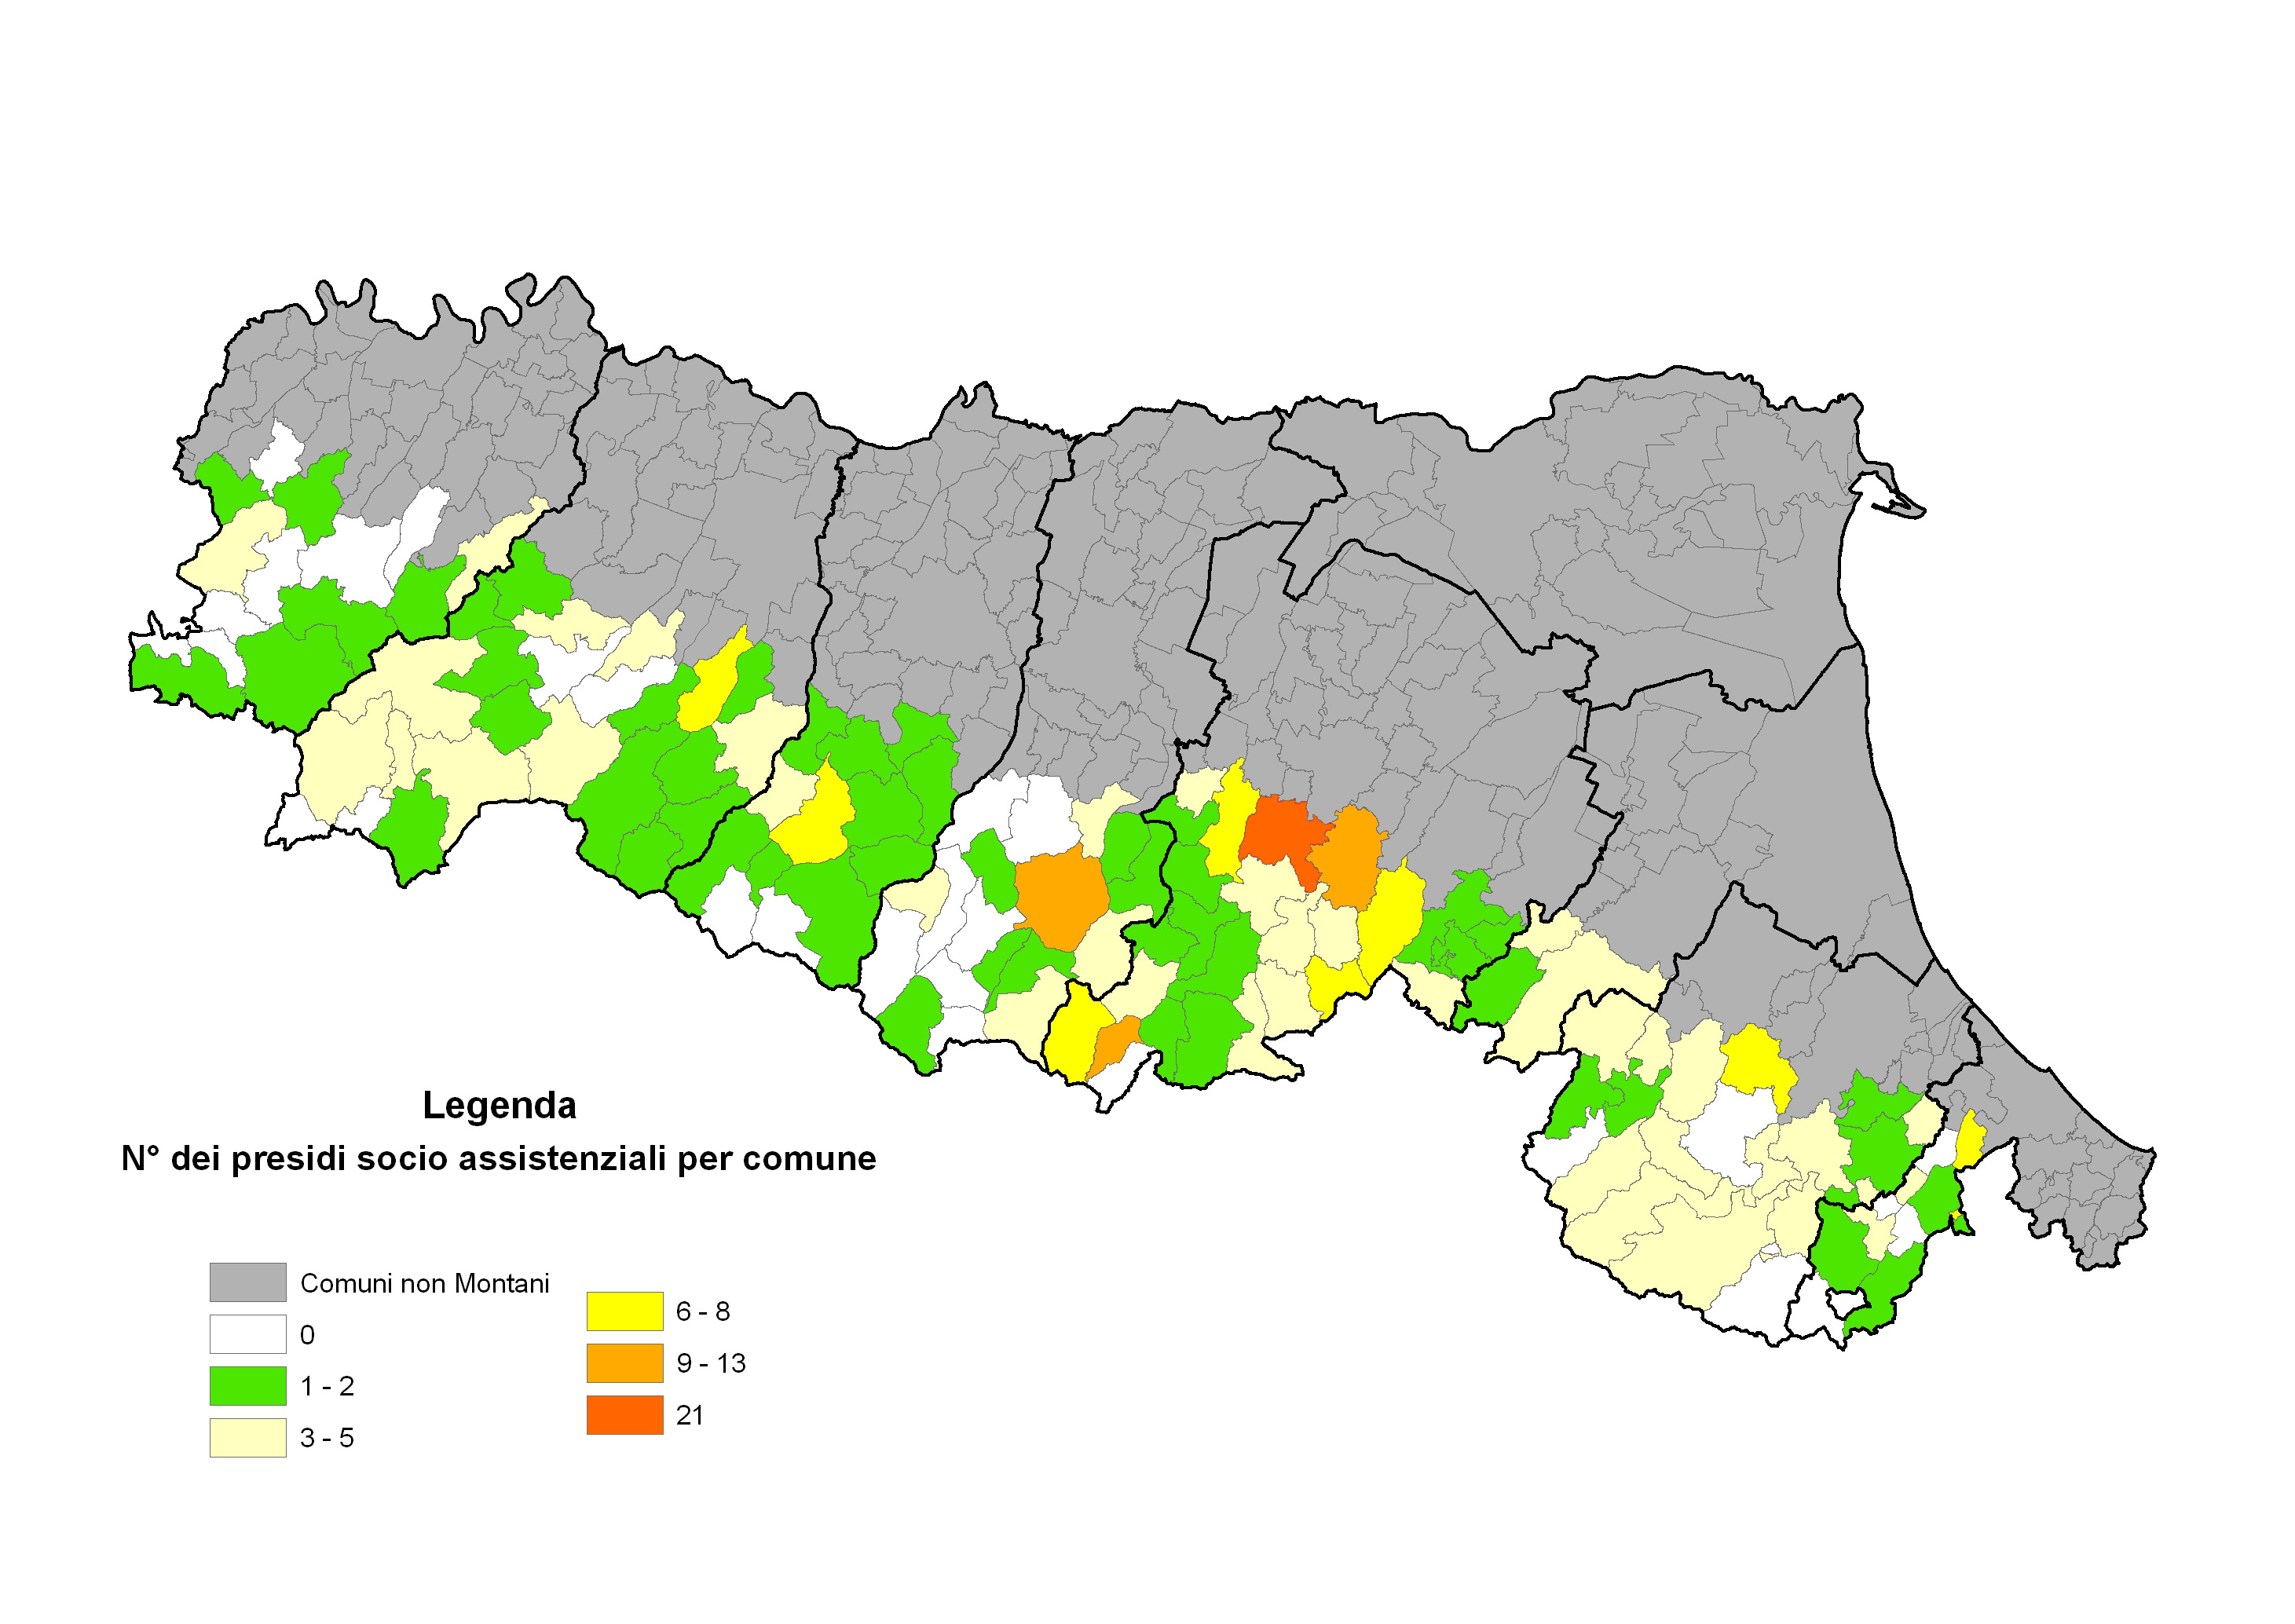 Legenda
N° dei presidi socio assistenziali per comune
Comuni non Montani
0
1 - 2
3 - 5
6 - 8
9 - 13
21